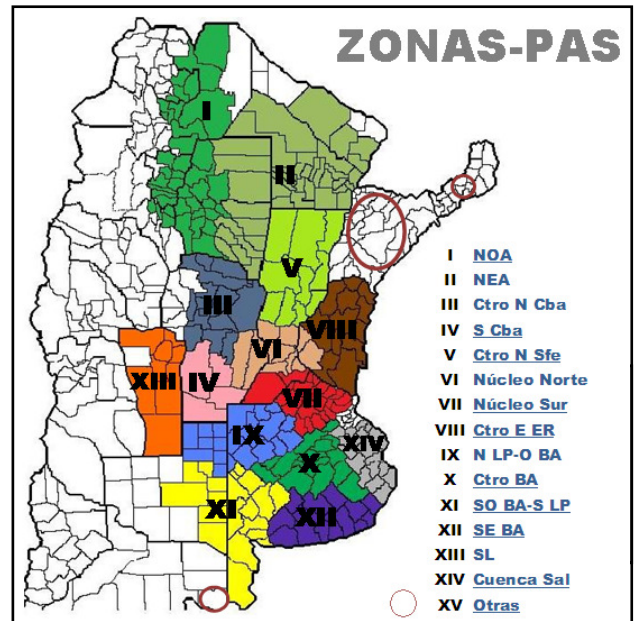 ZONAS-PAS
I
II
V
III
VIII
VI
XIII
IV
VII
IX
XIV
X
XI
XII
I NOA
II NEA
III Ctro N Cba
IV S Cba
V Ctro N Sfe
VI Núcleo Norte
VII Núcleo Sur
VIII Ctro E ER
IX N LP-O BA
X Ctro BA
XI SO BA-S LP
XII SE BA
XIII SL
XIV Cuenca Sal
XV Otras